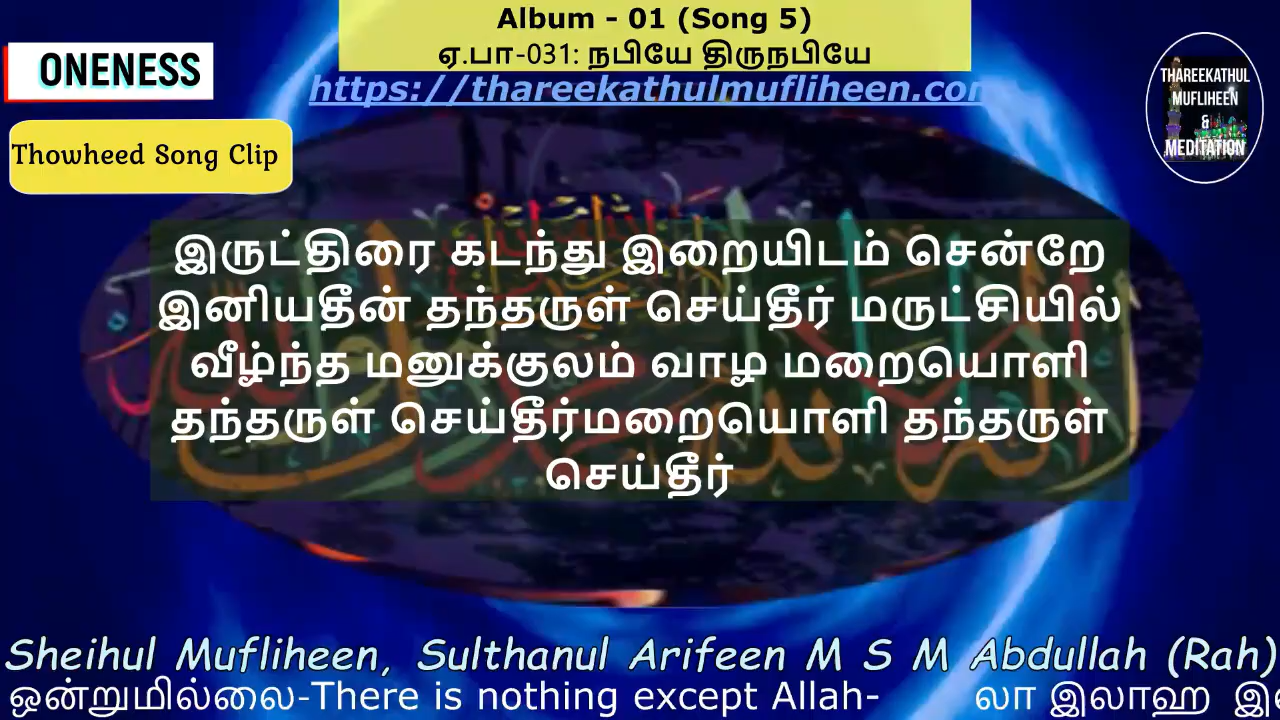 Album - 01 (Song 5)
ஏ.பா-031: நபியே திருநபியே
https://thareekathulmufliheen.com
ONENESS
Thowheed Song Clip
THAREEKATHUL
MUFLIHEEN
&
MEDITATION
இருட்திரை கடந்து இறையிடம் சென்றே
இனியதீன் தந்தருள் செய்தீர் மருட்சியில்
வீழ்ந்த மனுக்குலம் வாழ மறையொளி
தந்தருள் செய்தீர்மறையொளி தந்தருள்
செய்தீர்
Sheihul Mufliheen, Sulthanul Arifeen M S M Abdullah (Rah)
ஒன்றுமில்லை-There is nothing except Allah- லா இலாஹ